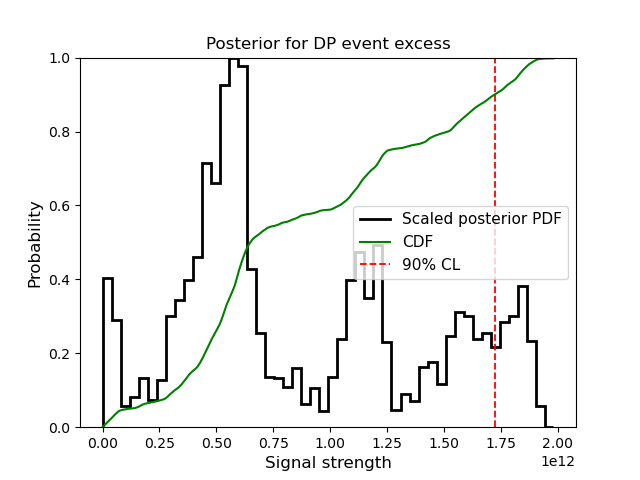 Posterior for DP event excess
Probability
1.0
0.8
0.6
0.4
0.2
0.0
Scaled posterior PDF
CDF
90% CL
0.00 0.25 0.50 0.75 1.00 1.25 1.50 1.75 2.00
1e12
Signal strength